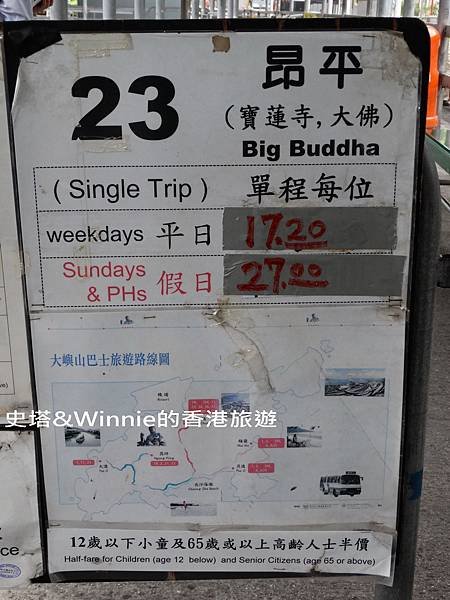 23
昂平
(寶蓮寺,大佛)
Big Buddha
(Single Trip) 單程每位
weekdays 平日 17.20
Sundays & PHs 假日 27.00
大嶼山巴士旅遊路線圖
史塔&Winnie的香港旅遊
12歲以下小童及65歲或以上高齡人士半價
Half-fare for Children (age 12 below) and Senior Citizens (age 65 or above)